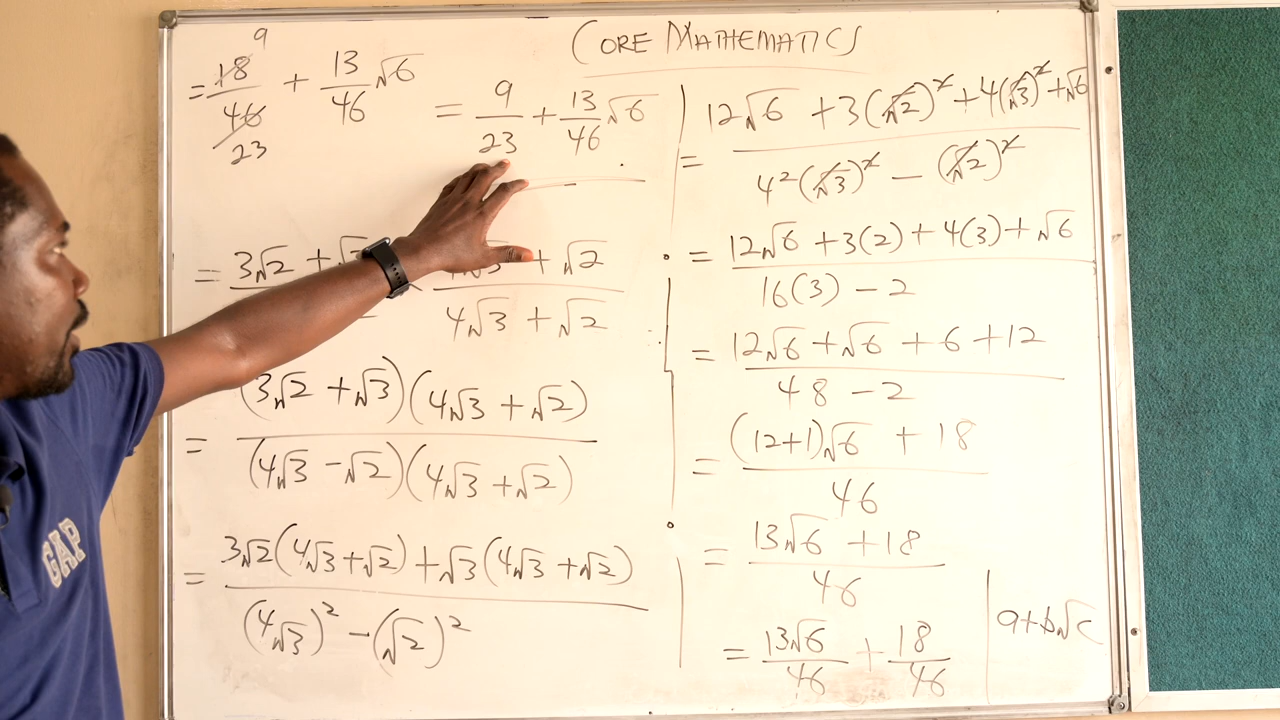 CORE MATHEMATICS
= 18/46 + 13/46 √6
9
23
= 9/23 + 13/46 √6
= 3√2 + √
+ √2
4√3 + √2
= (3√2 + √3)(4√3 + √2)
(4√3 - √2)(4√3 + √2)
= 3√2(4√3 + √2) + √3(4√3 + √2)
(4√3)² - (√2)²
= 12√6 + 3(√2)² + 4(√3)² + √6
4²(√3)² - (√2)²
= 12√6 + 3(2) + 4(3) + √6
16(3) - 2
= 12√6 + √6 + 6 + 12
48 - 2
= (12+1)√6 + 18
46
= 13√6 + 18
46
= 13√6/46 + 18/46
a+b√c
GAP